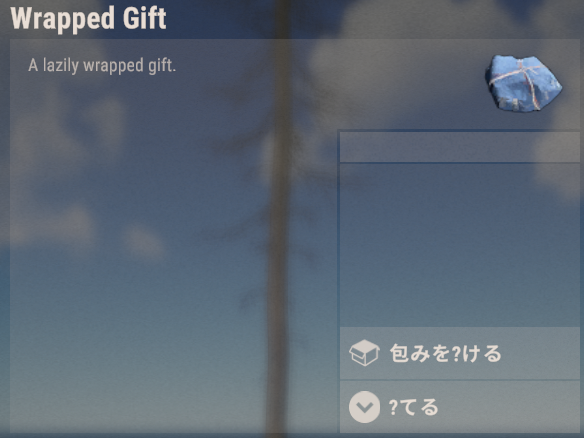 Wrapped Gift
A lazily wrapped gift.
包みを?ける
?てる